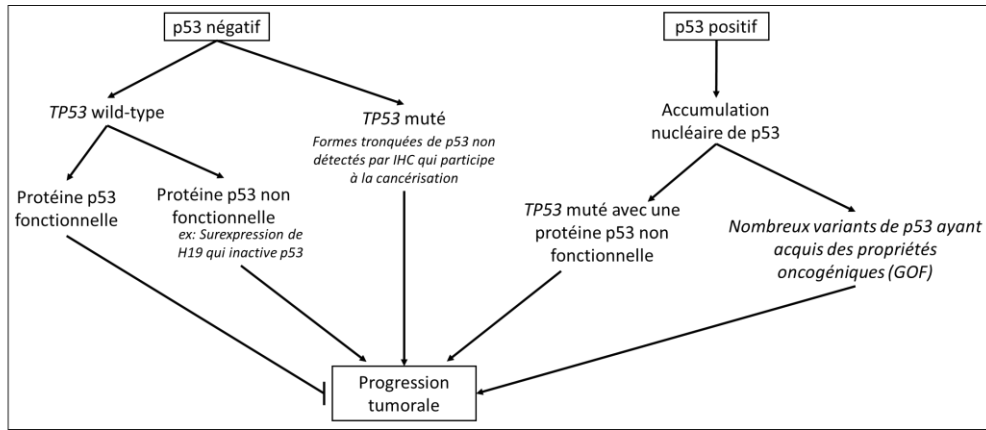 p53 négatif
p53 positif
TP53 wild-type
TP53 muté
Formes tronquées de p53 non
détectés par IHC qui participe
à la cancérisation
Accumulation
nucléaire de p53
Protéine p53
fonctionnelle
Protéine p53 non
fonctionnelle
ex: Surexpression de
H19 qui inactive p53
TP53 muté avec une
protéine p53 non
fonctionnelle
Nombreux variants de p53 ayant
acquis des propriétés
oncogéniques (GOF)
Progression
tumorale